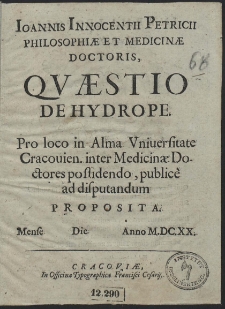 IOANNIS INNOCENTII PETRICII
PHILOSOPHIÆ ET MEDICINÆ
DOCTORIS,
68
QVÆSTIO
DE HYDROPE.
Pro loco in Alma Vniuersitate
Cracouien. inter Medicinæ Do-
ctores possidendo, publicè
ad disputandum
PROPOSITA.
Mense Die Anno M.DC.XX.
CRACOVIÆ,
In Officina Typographica Francisci Cesarij.
12.290